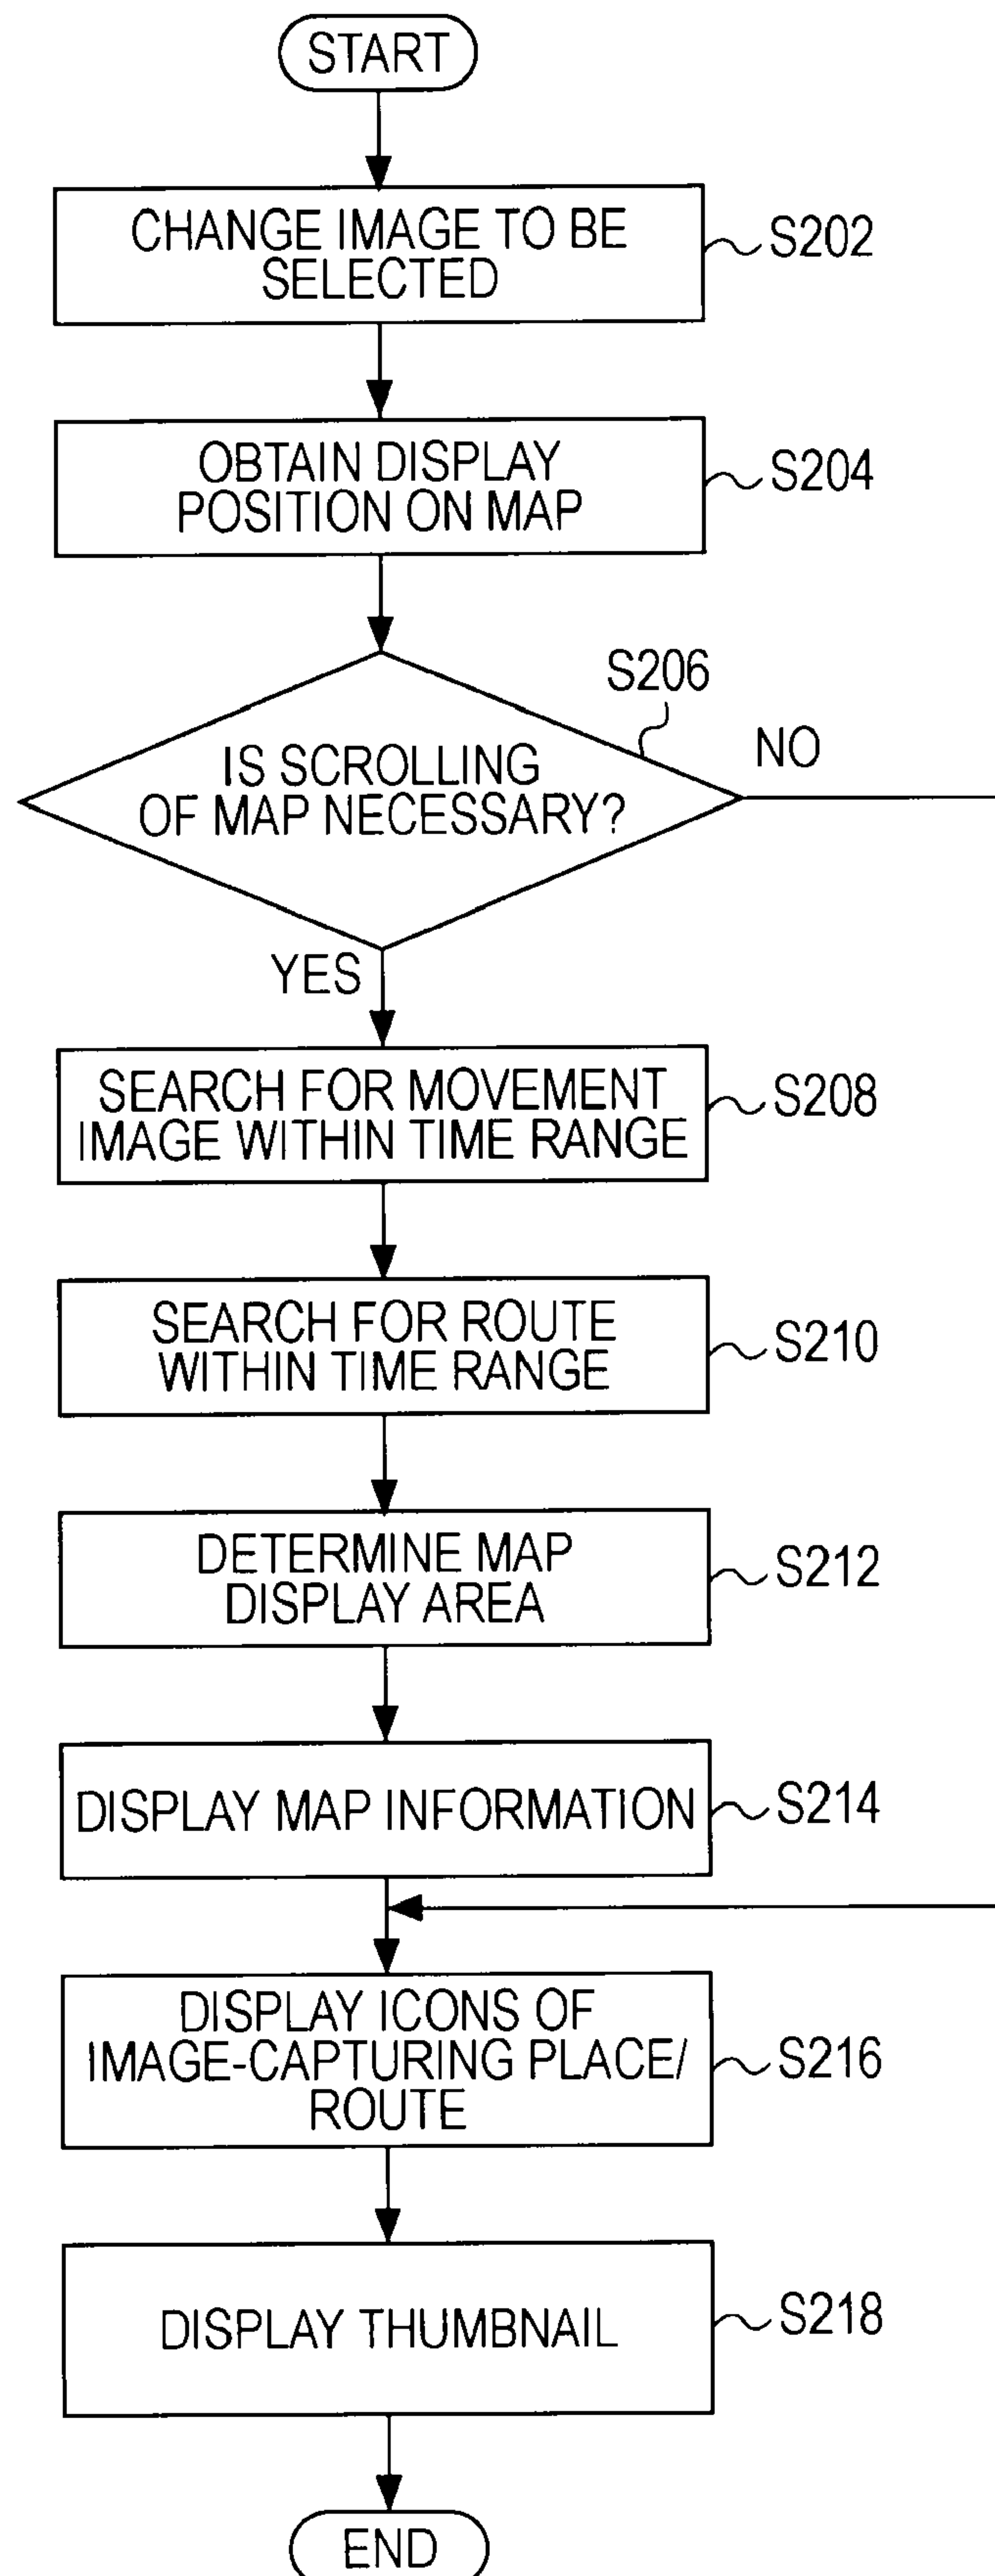 START
CHANGE IMAGE TO BE
SELECTED
S202
OBTAIN DISPLAY
POSITION ON MAP
S204
S206
IS SCROLLING
OF MAP NECESSARY?
NO
YES
SEARCH FOR MOVEMENT
IMAGE WITHIN TIME RANGE
S208
SEARCH FOR ROUTE
WITHIN TIME RANGE
S210
DETERMINE MAP
DISPLAY AREA
S212
DISPLAY MAP INFORMATION
S214
DISPLAY ICONS OF
IMAGE-CAPTURING PLACE/
ROUTE
S216
DISPLAY THUMBNAIL
S218
END